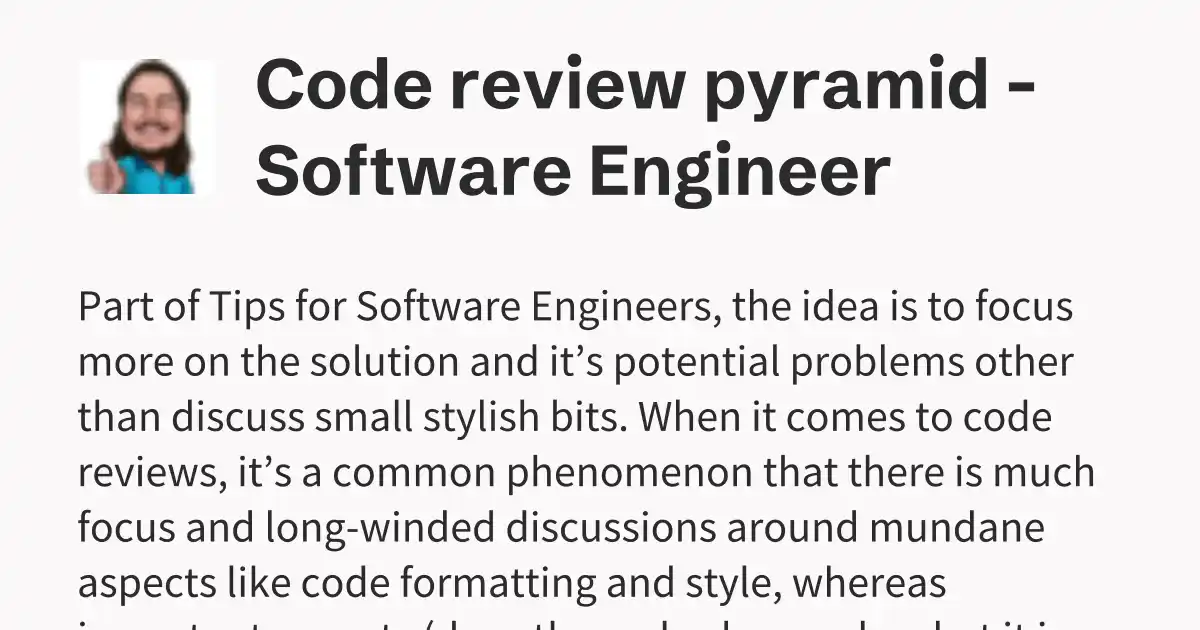 Code review pyramid -
Software Engineer
Part of Tips for Software Engineers, the idea is to focus
more on the solution and it’s potential problems other
than discuss small stylish bits. When it comes to code
reviews, it’s a common phenomenon that there is much
focus and long-winded discussions around mundane
aspects like code formatting and style, whereas